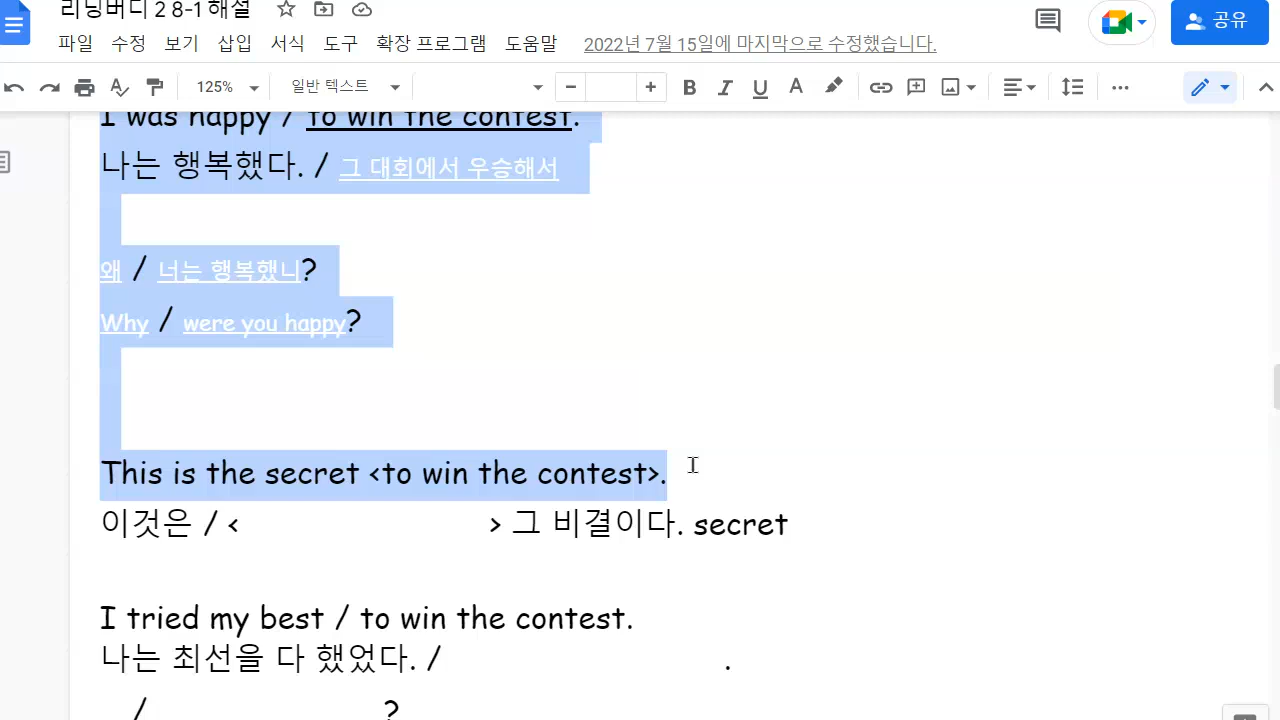 리닝버디 2 8-1 해설
파일 수정 보기 삽입 서식 도구 확장 프로그램 도움말 2022년 7월 15일에 마지막으로 수정했습니다.
공유
125% 일반 텍스트 − + B I U A
I was happy / to win the contest.
나는 행복했다. / 그 대회에서 우승해서
왜 / 너는 행복했니?
Why / were you happy?
This is the secret <to win the contest>.
이것은 / < > 그 비결이다. secret
I tried my best / to win the contest.
나는 최선을 다 했었다. / .
/ ?